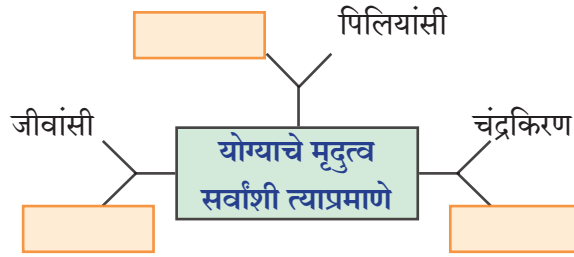 पिलियांसी
जीवांसी
चंद्रकिरण
योग्याचे मृदुत्व
सर्वांशी त्याप्रमाणे